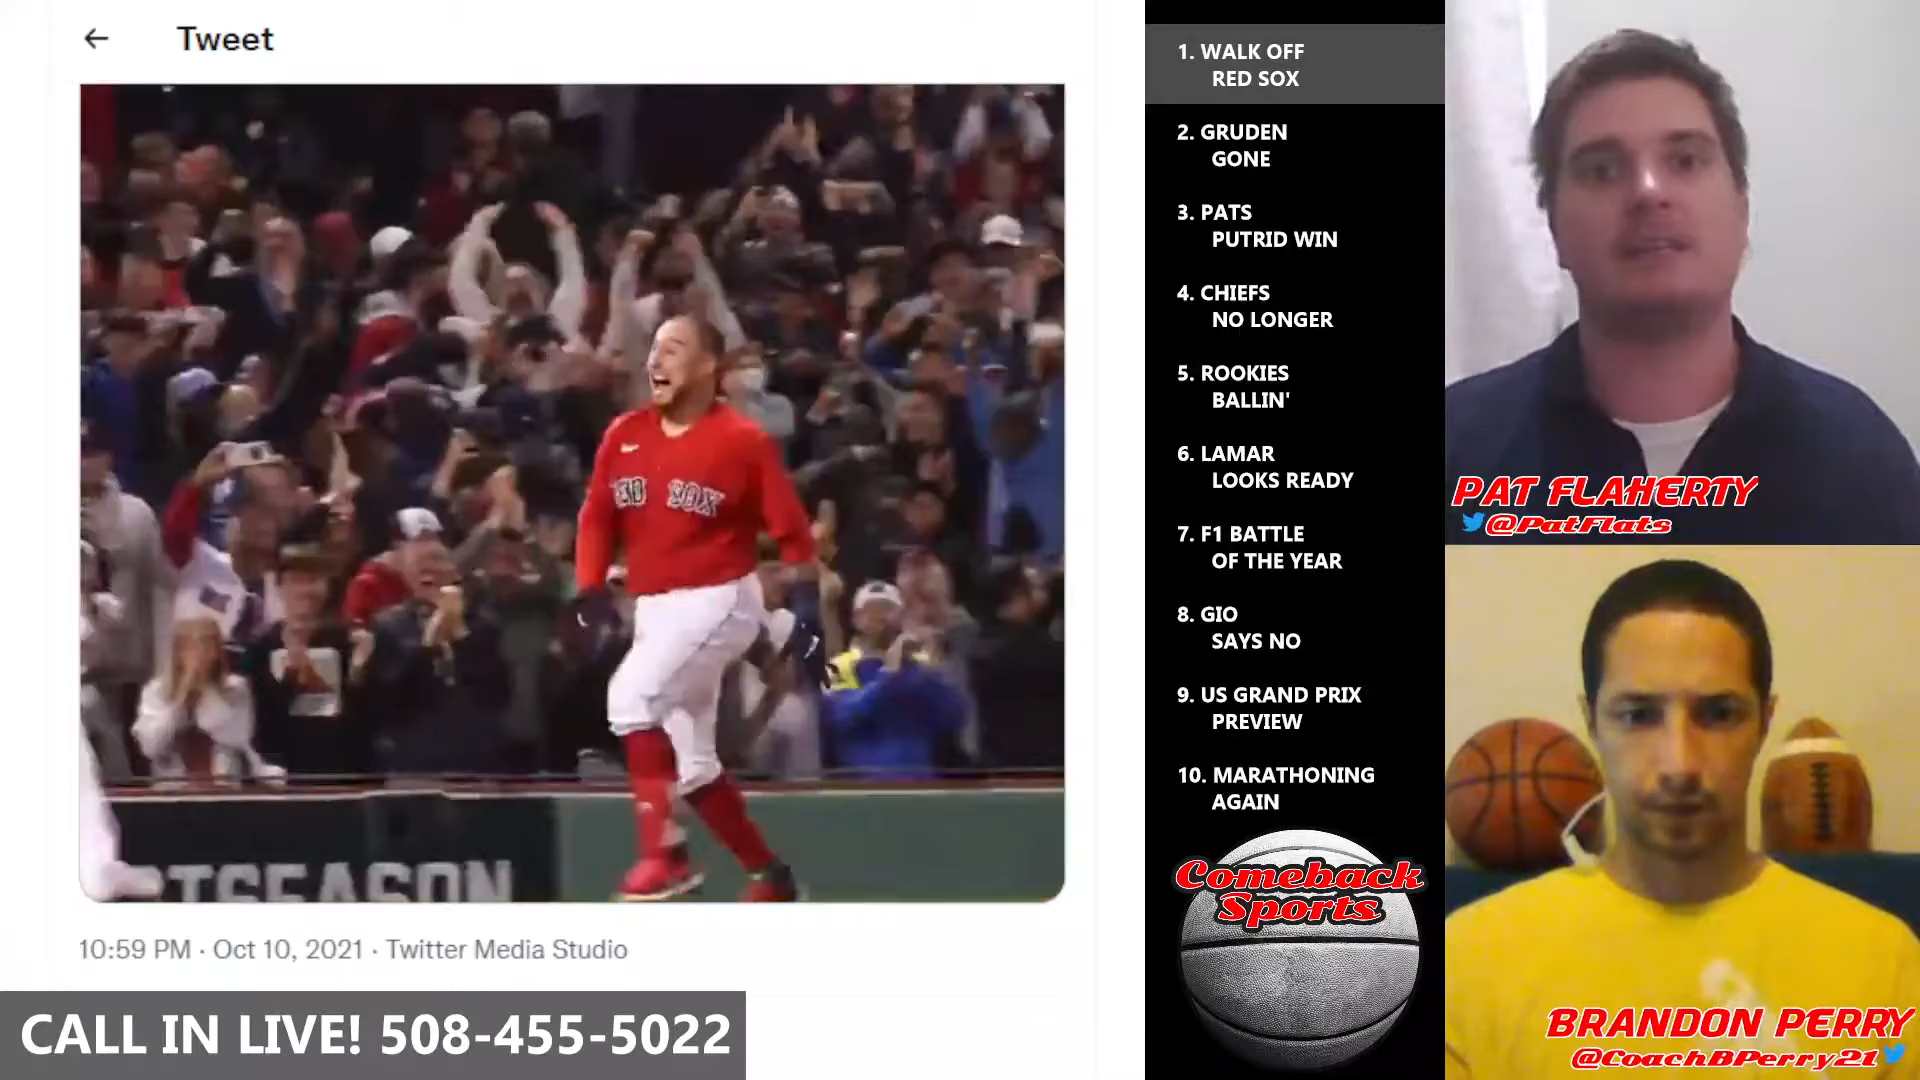 Tweet
RED SOX
TSEASON
10:59 PM · Oct 10, 2021 · Twitter Media Studio
CALL IN LIVE! 508-455-5022
1. WALK OFF
RED SOX
2. GRUDEN
GONE
3. PATS
PUTRID WIN
4. CHIEFS
NO LONGER
5. ROOKIES
BALLIN'
6. LAMAR
LOOKS READY
7. F1 BATTLE
OF THE YEAR
8. GIO
SAYS NO
9. US GRAND PRIX
PREVIEW
10. MARATHONING
AGAIN
Comeback
Sports
PAT FLAHERTY
@PatFlats
BRANDON PERRY
@CoachBPerry21